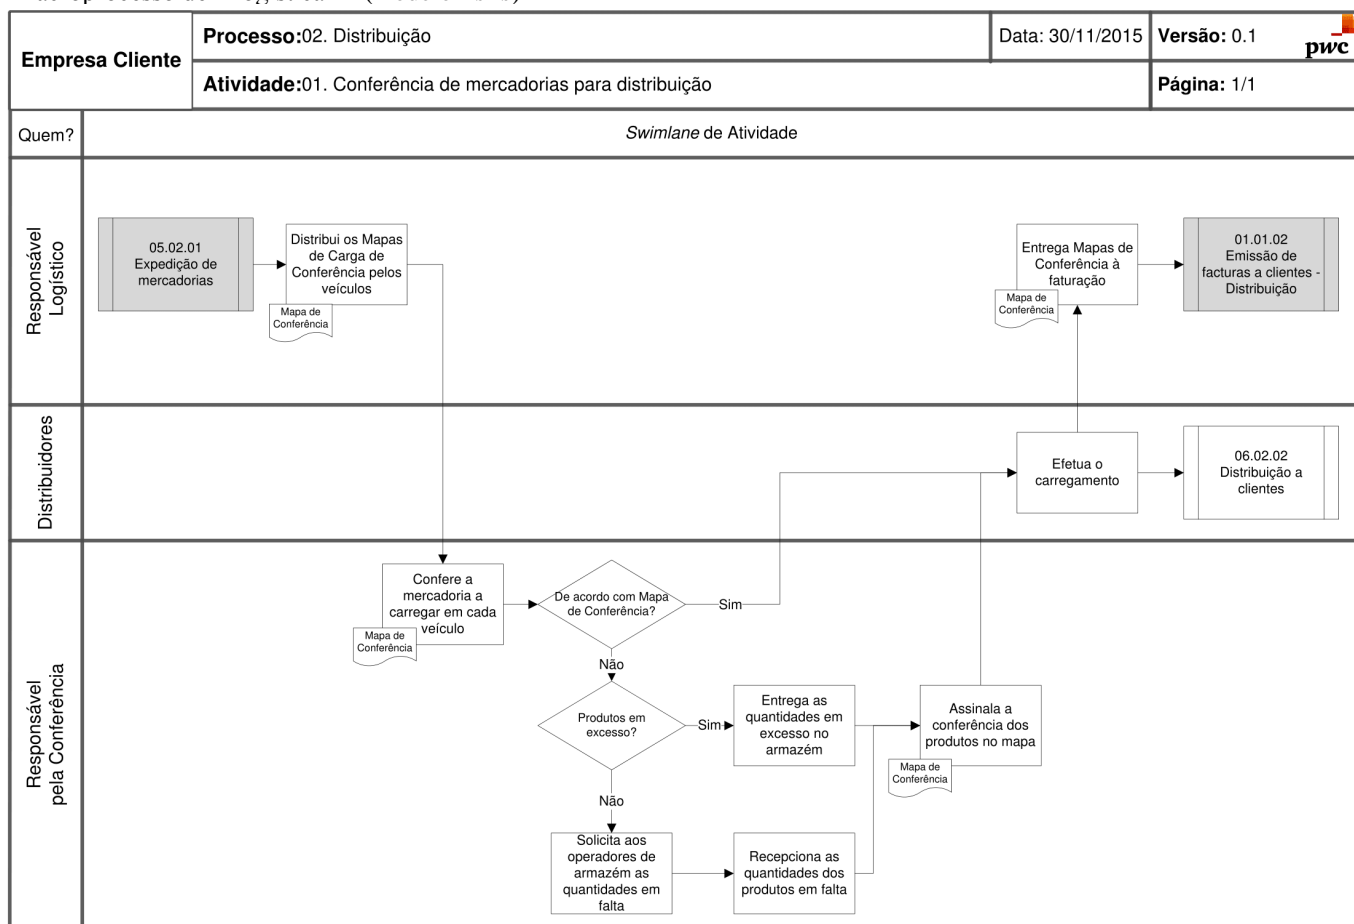 Empresa Cliente
Processo:02. Distribuição
Data: 30/11/2015
Versão: 0.1
pwc
Atividade:01. Conferência de mercadorias para distribuição
Página: 1/1
Quem?
Swimlane de Atividade
Responsável
Logístico
05.02.01
Expedição de
mercadorias
Distribui os Mapas
de Carga de
Conferência pelos
veículos
Mapa de
Conferência
Entrega Mapas de
Conferência à
faturação
Mapa de
Conferência
01.01.02
Emissão de
facturas a clientes -
Distribuição
Distribuidores
Efetua o
carregamento
06.02.02
Distribuição a
clientes
Responsável
pela Conferência
Confere a
mercadoria a
carregar em cada
veículo
Mapa de
Conferência
De acordo com Mapa
de Conferência?
Sim
Não
Produtos em
excesso?
Sim
Entrega as
quantidades em
excesso no
armazém
Assinala a
conferência dos
produtos no mapa
Mapa de
Conferência
Não
Solicita aos
operadores de
armazém as
quantidades em
falta
Recepciona as
quantidades dos
produtos em falta